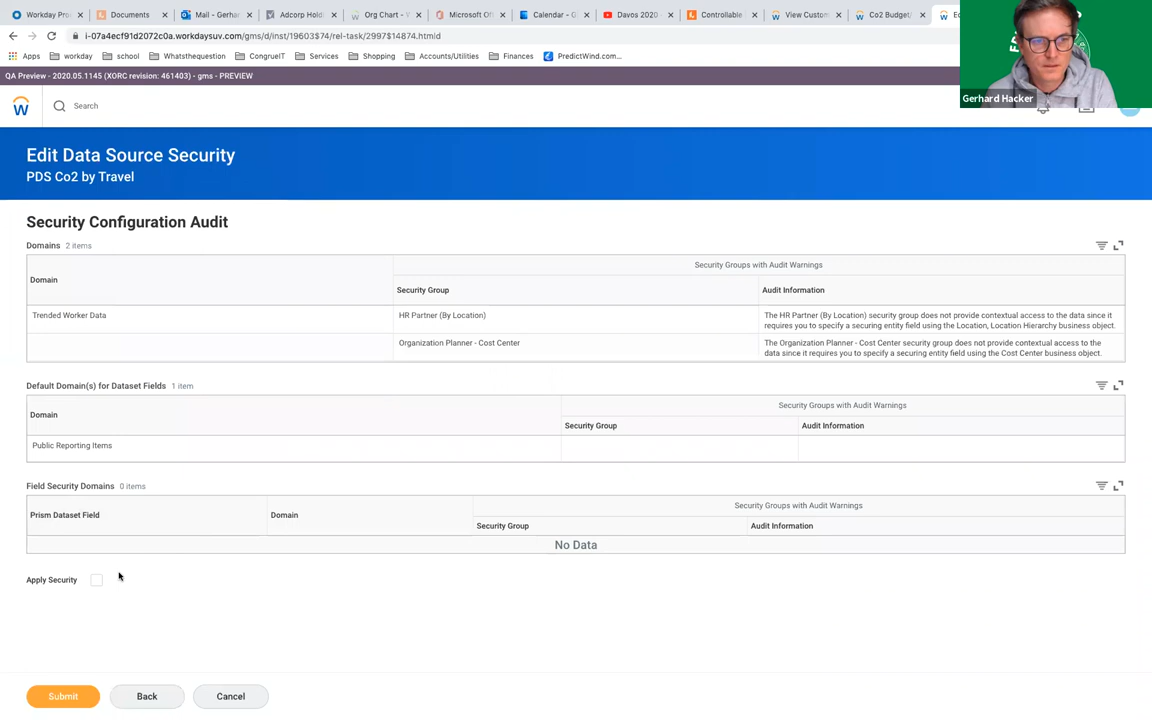 Workday Pro
Documents
Mail - Gerha
Adcorp Hold
Org Chart - V
Microsoft Off
Calendar - G
Davos 2020
Controllable
View Custom
Co2 Budget/
Ed
i-07a4ecf91d2072c0a.workdaysuv.com/gms/d/inst/19603$74/rel-task/2997$14874.htmld
Apps
workday
school
Whatsthequestion
CongruelT
Services
Shopping
Accounts/Utilities
Finances
PredictWind.com...
QA Preview - 2020.05.1145 (XORC revision: 461403) - gms - PREVIEW
Gerhard Hacker
Search
Edit Data Source Security
PDS Co2 by Travel
Security Configuration Audit
Domains 2 items
Security Groups with Audit Warnings
Domain
Security Group
Audit Information
Trended Worker Data
HR Partner (By Location)
The HR Partner (By Location) security group does not provide contextual access to the data since it
requires you to specify a securing entity field using the Location, Location Hierarchy business object.
Organization Planner - Cost Center
The Organization Planner - Cost Center security group does not provide contextual access to the
data since it requires you to specify a securing entity field using the Cost Center business object.
Default Domain(s) for Dataset Fields 1 item
Security Groups with Audit Warnings
Domain
Security Group
Audit Information
Public Reporting Items
Field Security Domains 0 items
Security Groups with Audit Warnings
Prism Dataset Field
Domain
Security Group
Audit Information
No Data
Apply Security
Submit
Back
Cancel